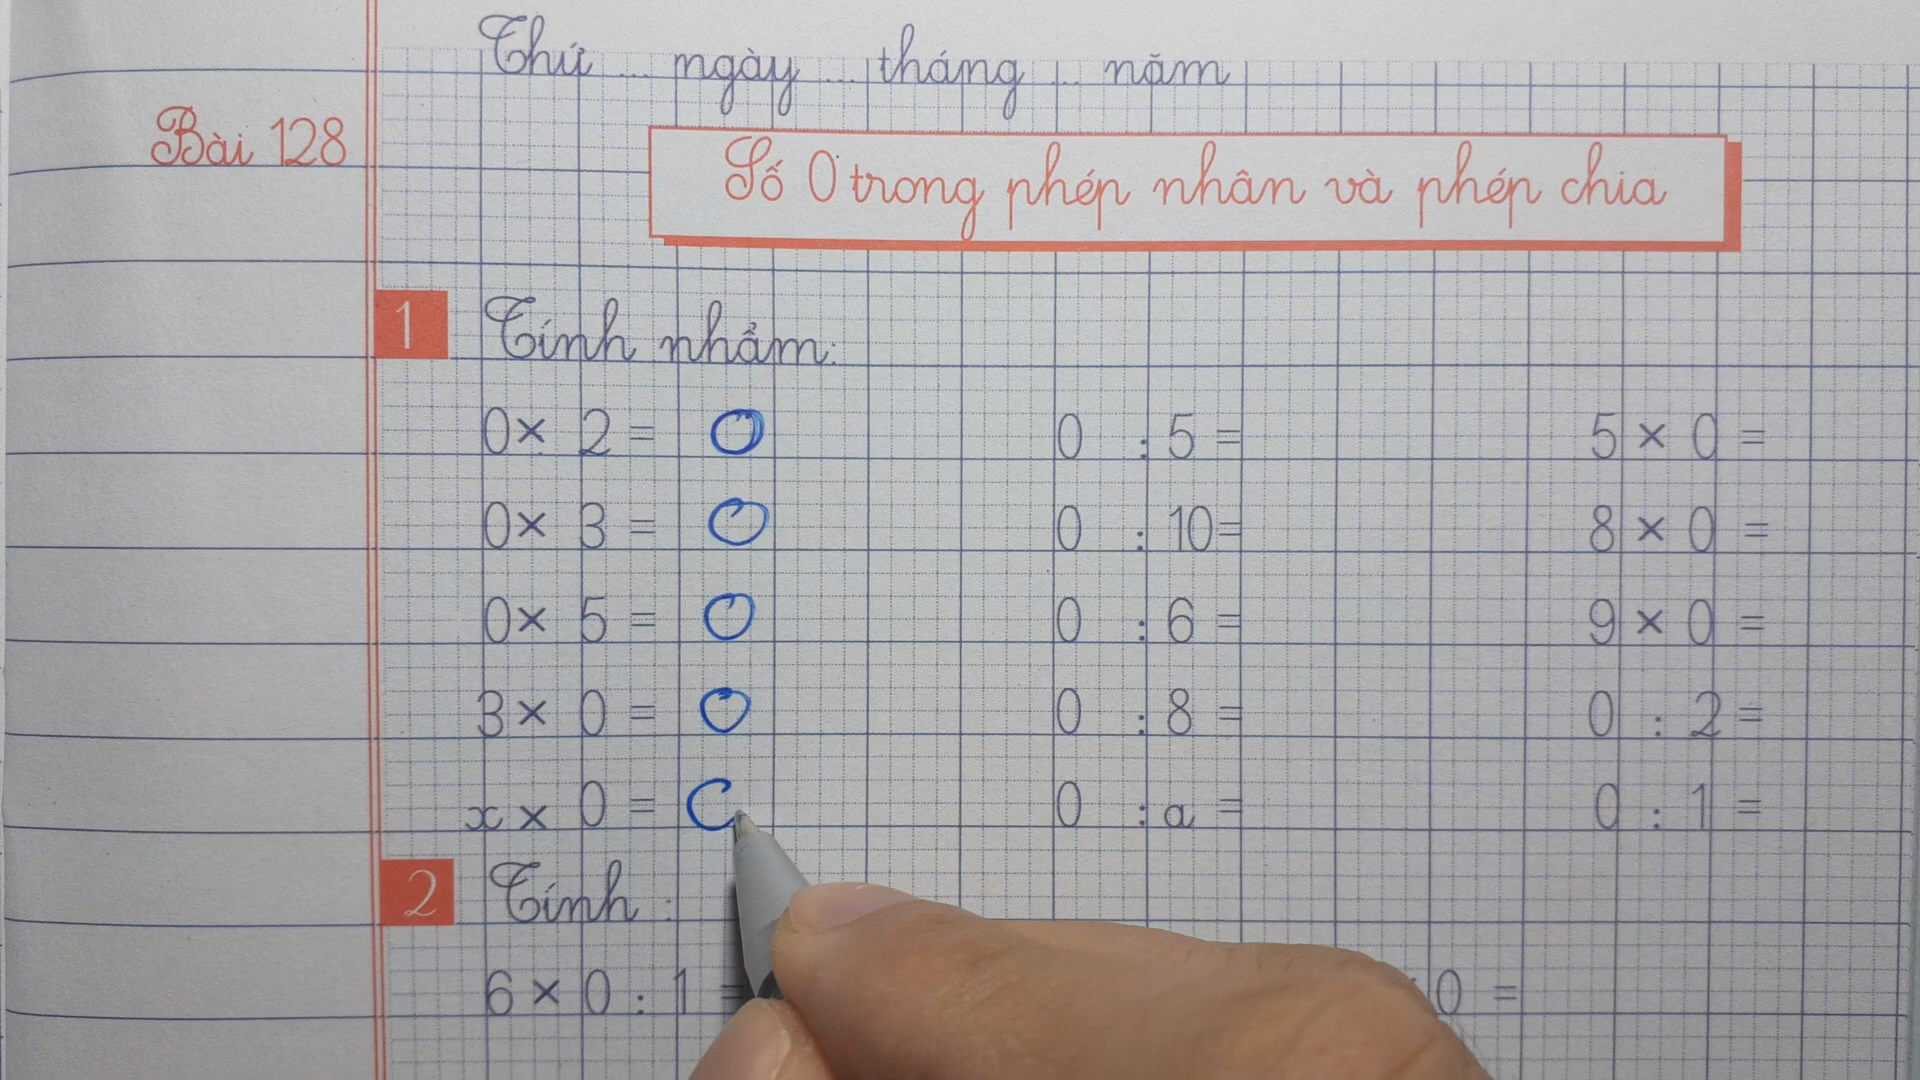 Thứ ... ngày ... tháng ... năm
Bài 128
Số 0 trong phép nhân và phép chia
1 Tính nhẩm:
0 × 2 = 0 0 : 5 = 5 × 0 =
0 × 3 = 0 0 : 10 = 8 × 0 =
0 × 5 = 0 0 : 6 = 9 × 0 =
3 × 0 = 0 0 : 8 = 0 : 2 =
x × 0 = 0 : a = 0 : 1 =
2 Tính :
6 × 0 : 1 = 0 =